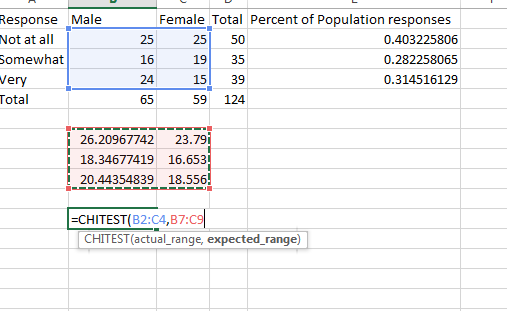 Response Male Female Total Percent of Population responses
Not at all 25 25 50 0.403225806
Somewhat 16 19 35 0.282258065
Very 24 15 39 0.314516129
Total 65 59 124
26.20967742 23.79
18.34677419 16.653
20.44354839 18.556
=CHITEST(B2:C4,B7:C9
CHITEST(actual_range, expected_range)